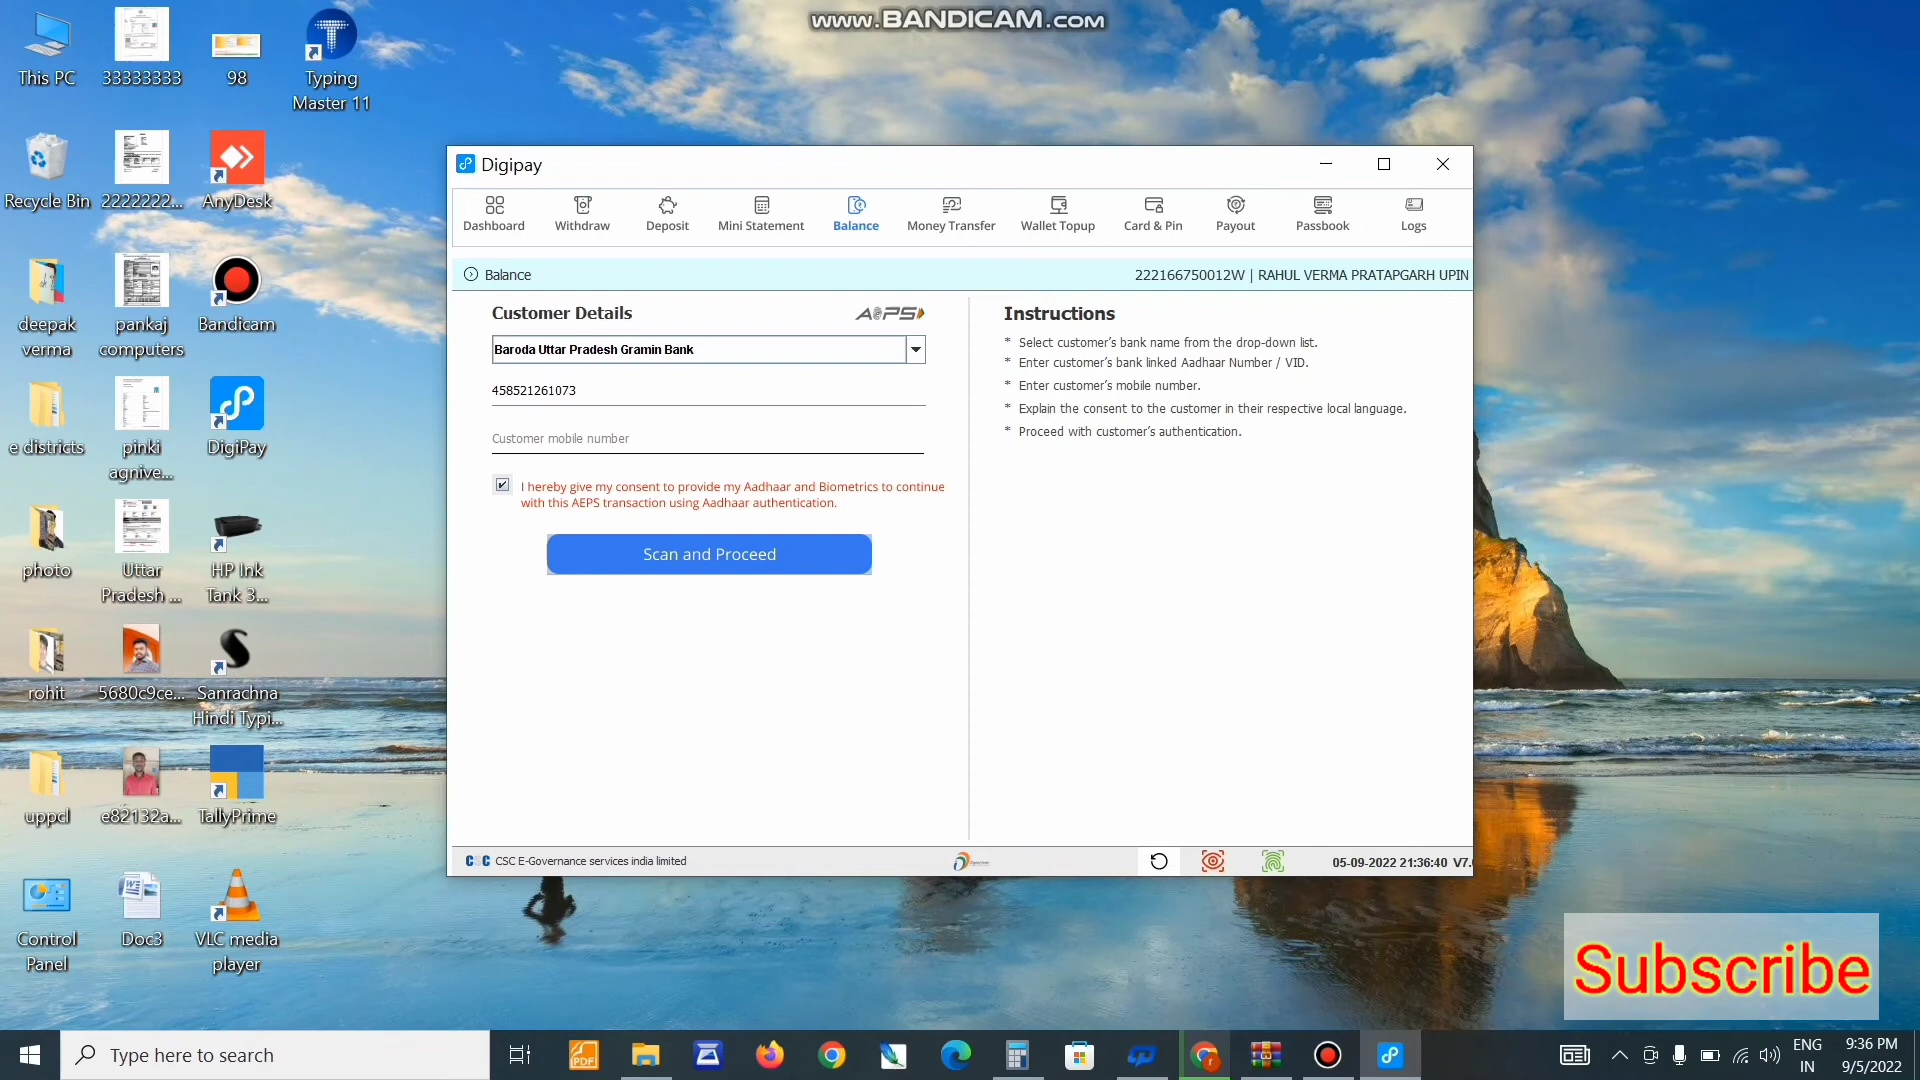 www.BANDICAM.com
This PC
33333333
98
Typing
Master 11
Recycle Bin
2222222...
AnyDesk
deepak
verma
pankaj
computers
Bandicam
e districts
pinki
agnive...
DigiPay
photo
Uttar
Pradesh ...
HP Ink
Tank 3...
rohit
5680c9ce...
Sanrachna
Hindi Typi...
uppcl
e82132a...
TallyPrime
Control
Panel
Doc3
VLC media
player
Digipay
Dashboard
Withdraw
Deposit
Mini Statement
Balance
Money Transfer
Wallet Topup
Card & Pin
Payout
Passbook
Logs
Balance
222166750012W | RAHUL VERMA PRATAPGARH UPIN
Customer Details
AePS
Baroda Uttar Pradesh Gramin Bank
458521261073
Customer mobile number
I hereby give my consent to provide my Aadhaar and Biometrics to continue
with this AEPS transaction using Aadhaar authentication.
Scan and Proceed
Instructions
* Select customer's bank name from the drop-down list.
* Enter customer's bank linked Aadhaar Number / VID.
* Enter customer's mobile number.
* Explain the consent to the customer in their respective local language.
* Proceed with customer's authentication.
CSC CSC E-Governance services india limited
05-09-2022 21:36:40 V7.
Subscribe
Type here to search
ENG
IN
9:36 PM
9/5/2022